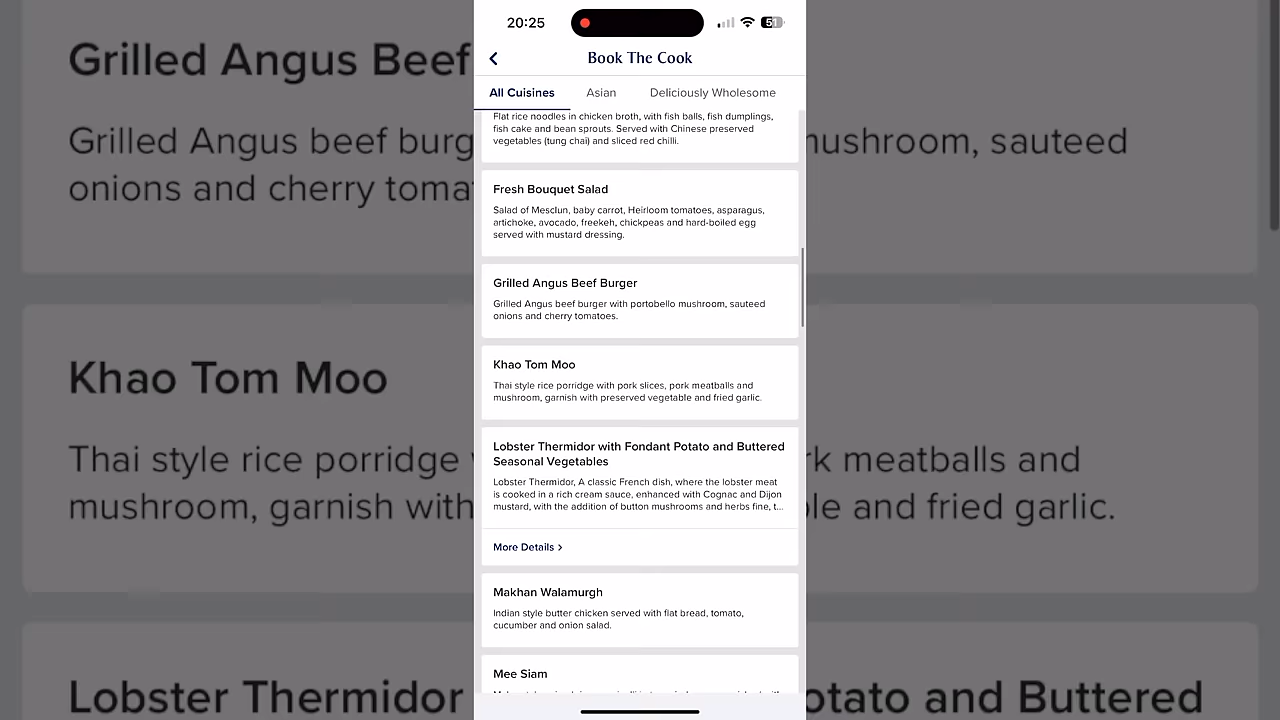 20:25
51
Book The Cook
All Cuisines
Asian
Deliciously Wholesome
Flat rice noodles in chicken broth, with fish balls, fish dumplings,
fish cake and bean sprouts. Served with Chinese preserved
vegetables (tung chai) and sliced red chilli.
Fresh Bouquet Salad
Salad of Mesclun, baby carrot, Heirloom tomatoes, asparagus,
artichoke, avocado, freekeh, chickpeas and hard-boiled egg
served with mustard dressing.
Grilled Angus Beef Burger
Grilled Angus beef burger with portobello mushroom, sauteed
onions and cherry tomatoes.
Khao Tom Moo
Thai style rice porridge with pork slices, pork meatballs and
mushroom, garnish with preserved vegetable and fried garlic.
Lobster Thermidor with Fondant Potato and Buttered
Seasonal Vegetables
Lobster Thermidor, A classic French dish, where the lobster meat
is cooked in a rich cream sauce, enhanced with Cognac and Dijon
mustard, with the addition of button mushrooms and herbs fine, t...
More Details >
Makhan Walamurgh
Indian style butter chicken served with flat bread, tomato,
cucumber and onion salad.
Mee Siam
Grilled Angus Beef
Grilled Angus beef burg
mushroom, sauteed
onions and cherry toma
Khao Tom Moo
Thai style rice porridge
rk meatballs and
mushroom, garnish with
le and fried garlic.
Lobster Thermidor
otato and Buttered